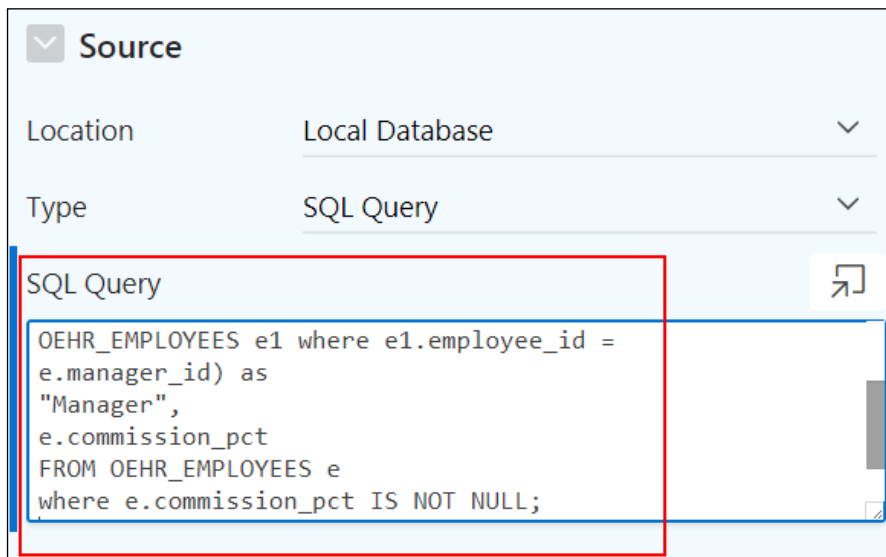 Source
Location Local Database
Type SQL Query
SQL Query
OEHR_EMPLOYEES e1 where e1.employee_id =
e.manager_id) as
"Manager",
e.commission_pct
FROM OEHR_EMPLOYEES e
where e.commission_pct IS NOT NULL;